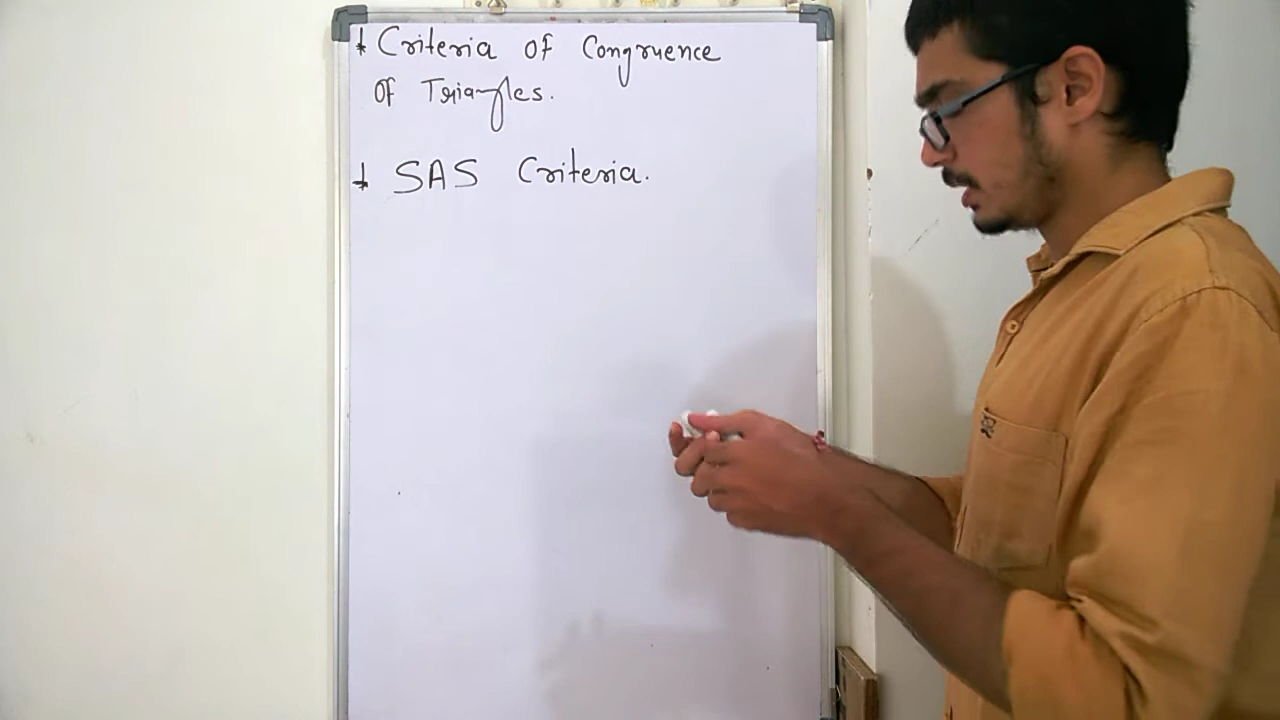 * Criteria of Congruence
of Triangles.
* SAS Criteria.